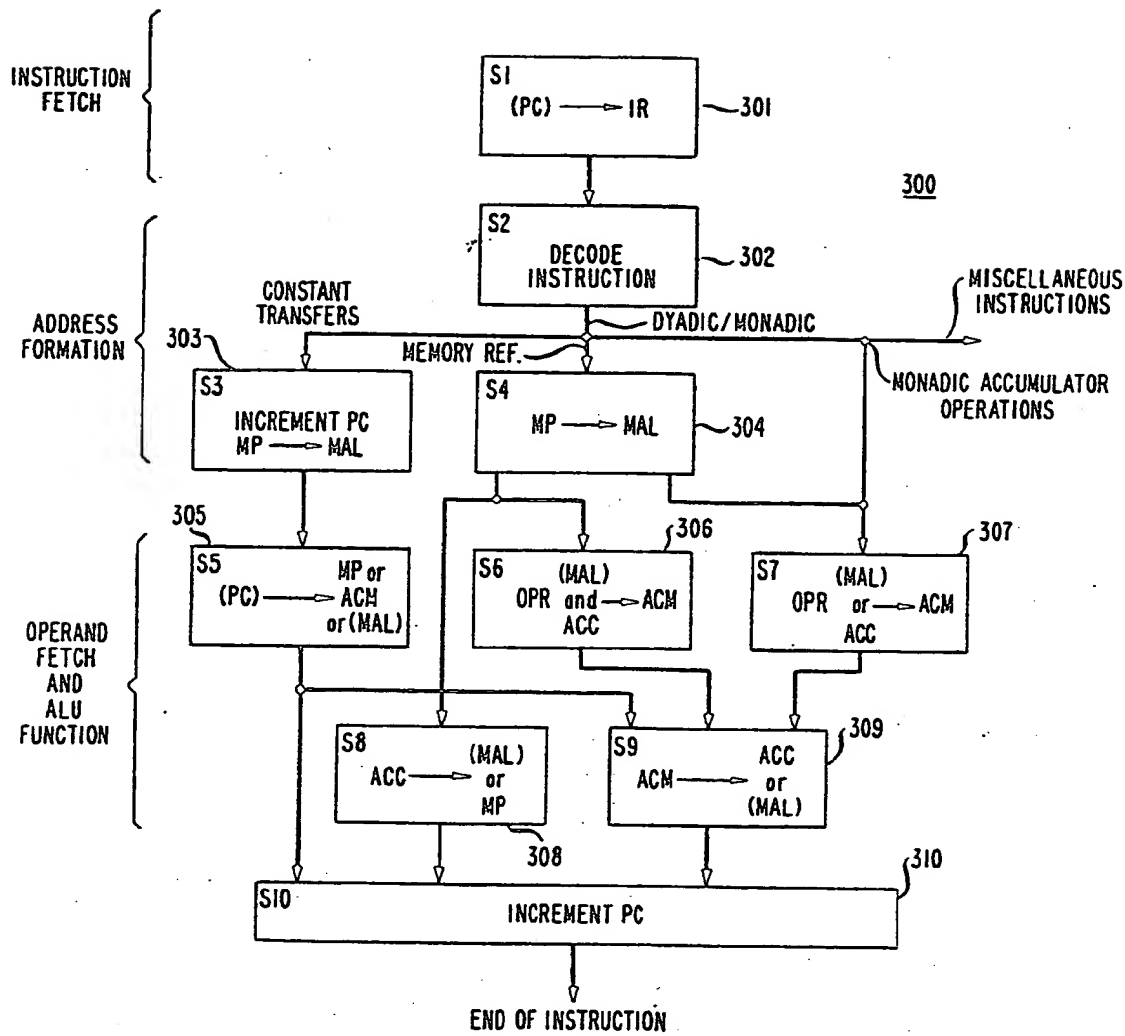 INSTRUCTION
FETCH
S1
(PC) → IR
301
300
S2
DECODE
INSTRUCTION
302
MISCELLANEOUS
INSTRUCTIONS
CONSTANT
TRANSFERS
DYADIC/MONADIC
ADDRESS
FORMATION
303
MEMORY REF.
MONADIC ACCUMULATOR
OPERATIONS
S3
INCREMENT PC
MP → MAL
S4
MP → MAL
304
305
306
307
S5
(PC) → MP or
ACM
or (MAL)
S6
(MAL)
OPR and → ACM
ACC
S7
(MAL)
OPR or → ACM
ACC
OPERAND
FETCH
AND
ALU
FUNCTION
S8
ACC → (MAL)
or
MP
308
S9
ACM → ACC
or
(MAL)
309
310
S10
INCREMENT PC
END OF INSTRUCTION